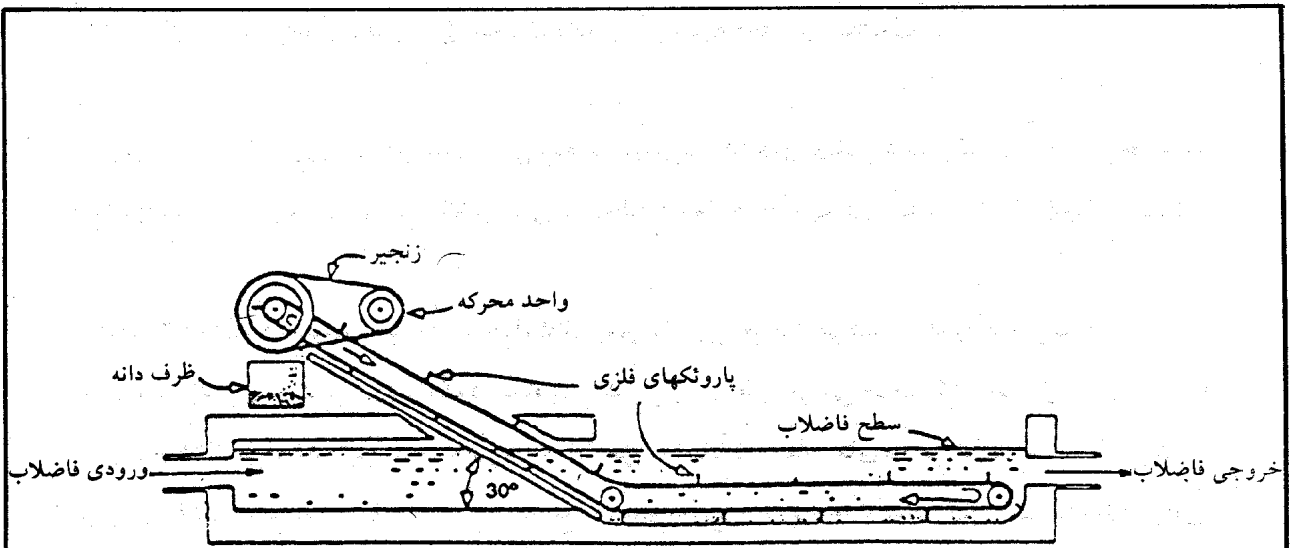 زنجیر
واحد محرکه
ظرف دانه
پاروئکهای فلزی
سطح فاضلاب
ورودی فاضلاب
خروجی فاضلاب
30°